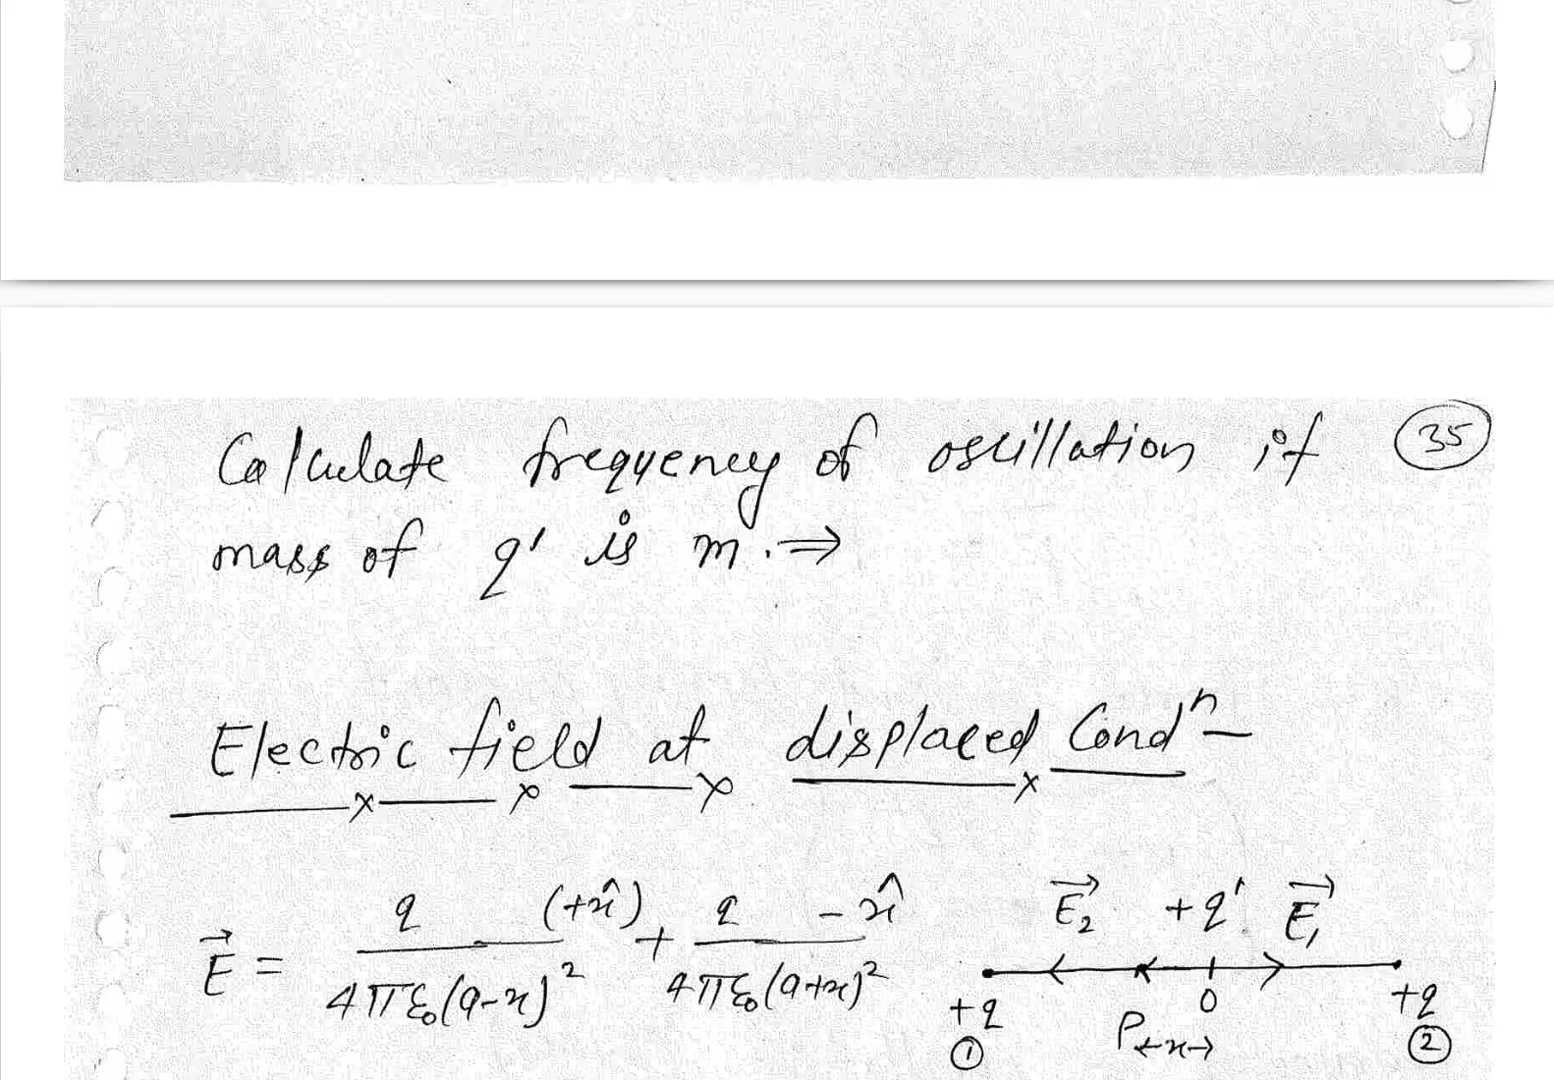 Calculate frequency of oscillation if (35)
mass of q' is m. ⇒
Electric field at displaced Condⁿ –
E⃗ = q (+x̂) / 4πε₀(a-x)² + q -x̂ / 4πε₀(a+x)²
E⃗₂ +q' E⃗₁
+q P ←x→ O +q
① ②